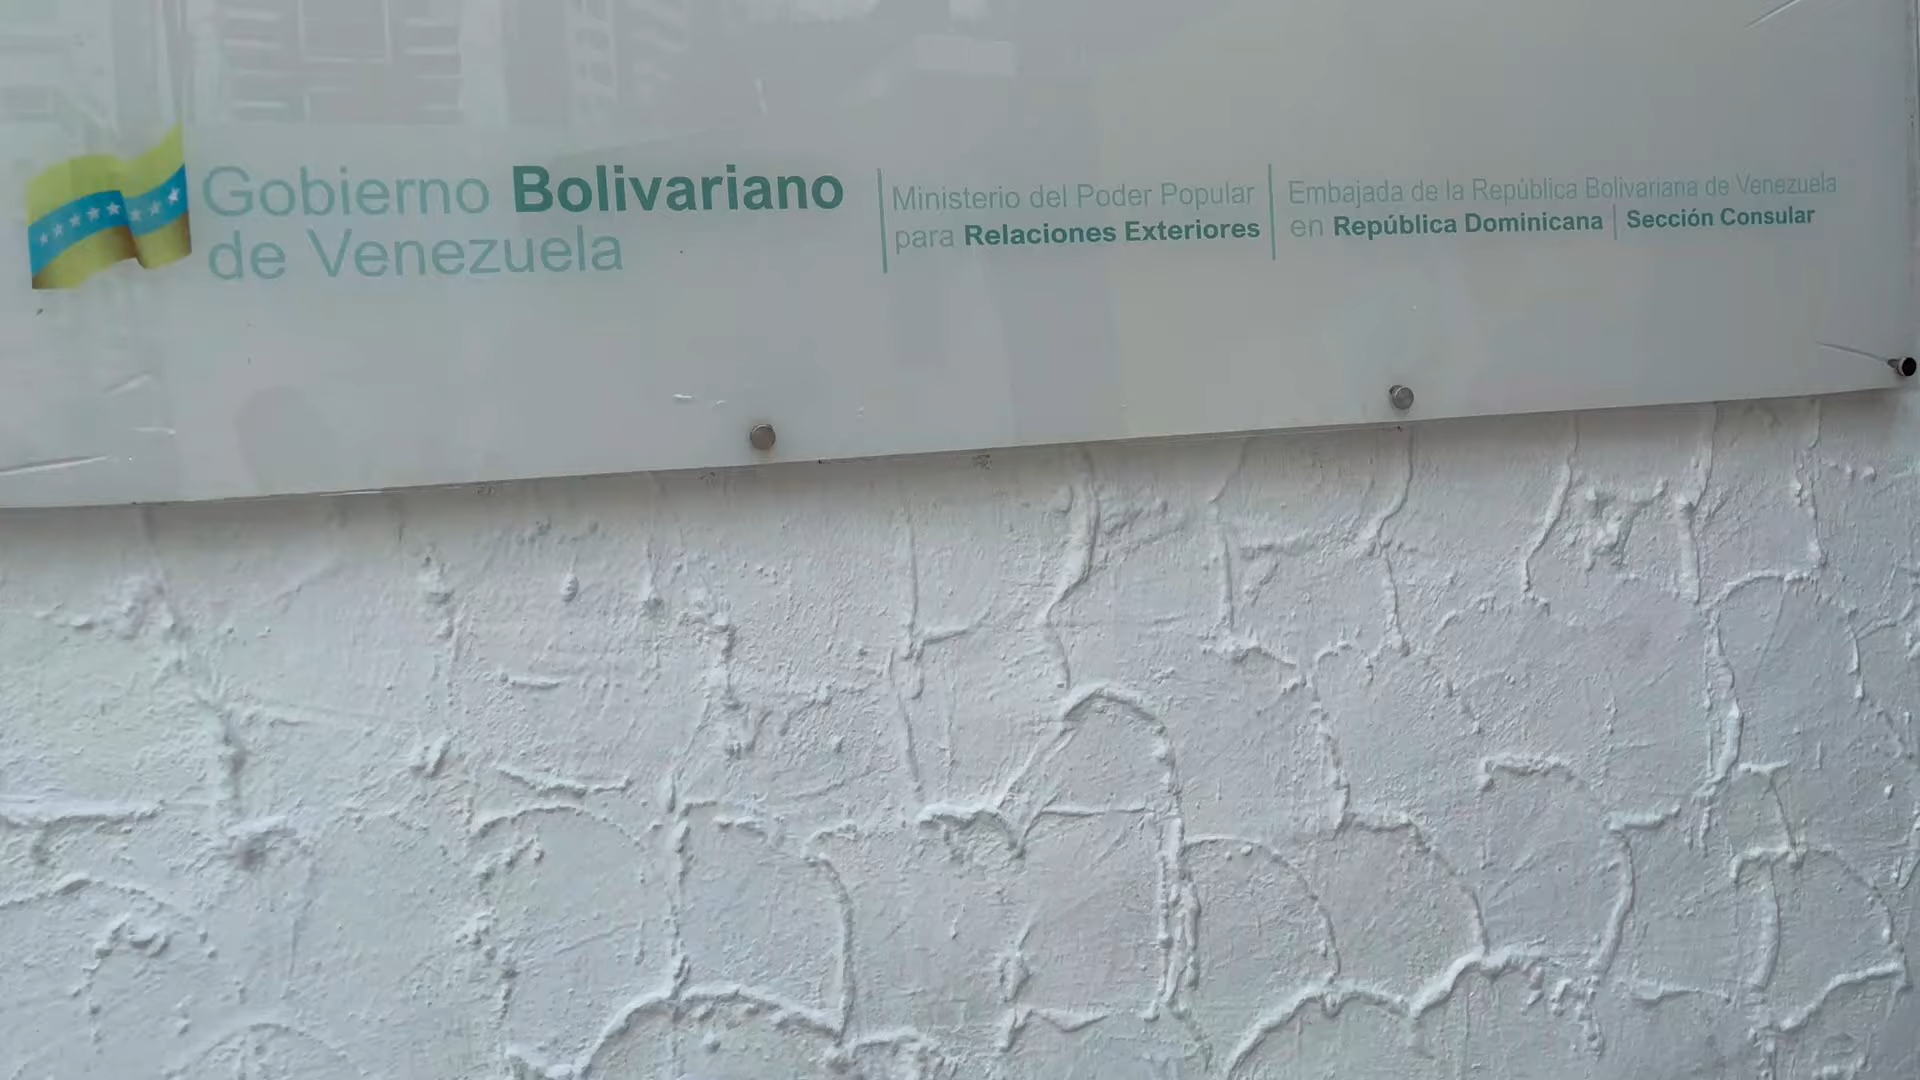 Gobierno Bolivariano
de Venezuela
Ministerio del Poder Popular
para Relaciones Exteriores
Embajada de la República Bolivariana de Venezuela
en República Dominicana | Sección Consular